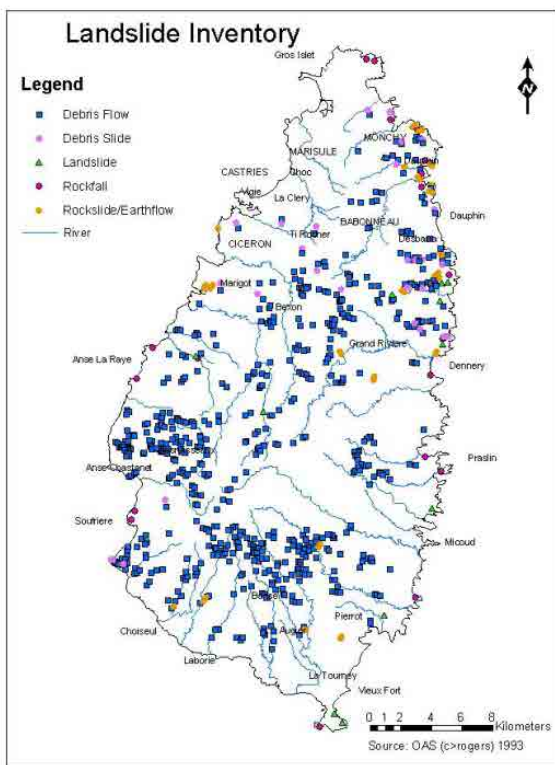 Landslide Inventory
Gros Islet
Legend
N
Debris Flow
Debris Slide
Landslide
Rockfall
Rockslide/Earthflow
River
MONCHY
MARISULE
Dauphin
CASTRIES
Choc
Vigie
La Clery
Dauphin
BABONNEAU
Ti Rocher
Desbarra
CICERON
Marigot
Bexon
Grand Riviere
Anse La Raye
Dennery
Praslin
Anse Chastanet
Soufriere
Micoud
Pierrot
Augier
Choiseul
Laborie
La Tourney
Vieux Fort
0 1 2 4 6 8
Kilometers
Source: OAS (c>rogers) 1993